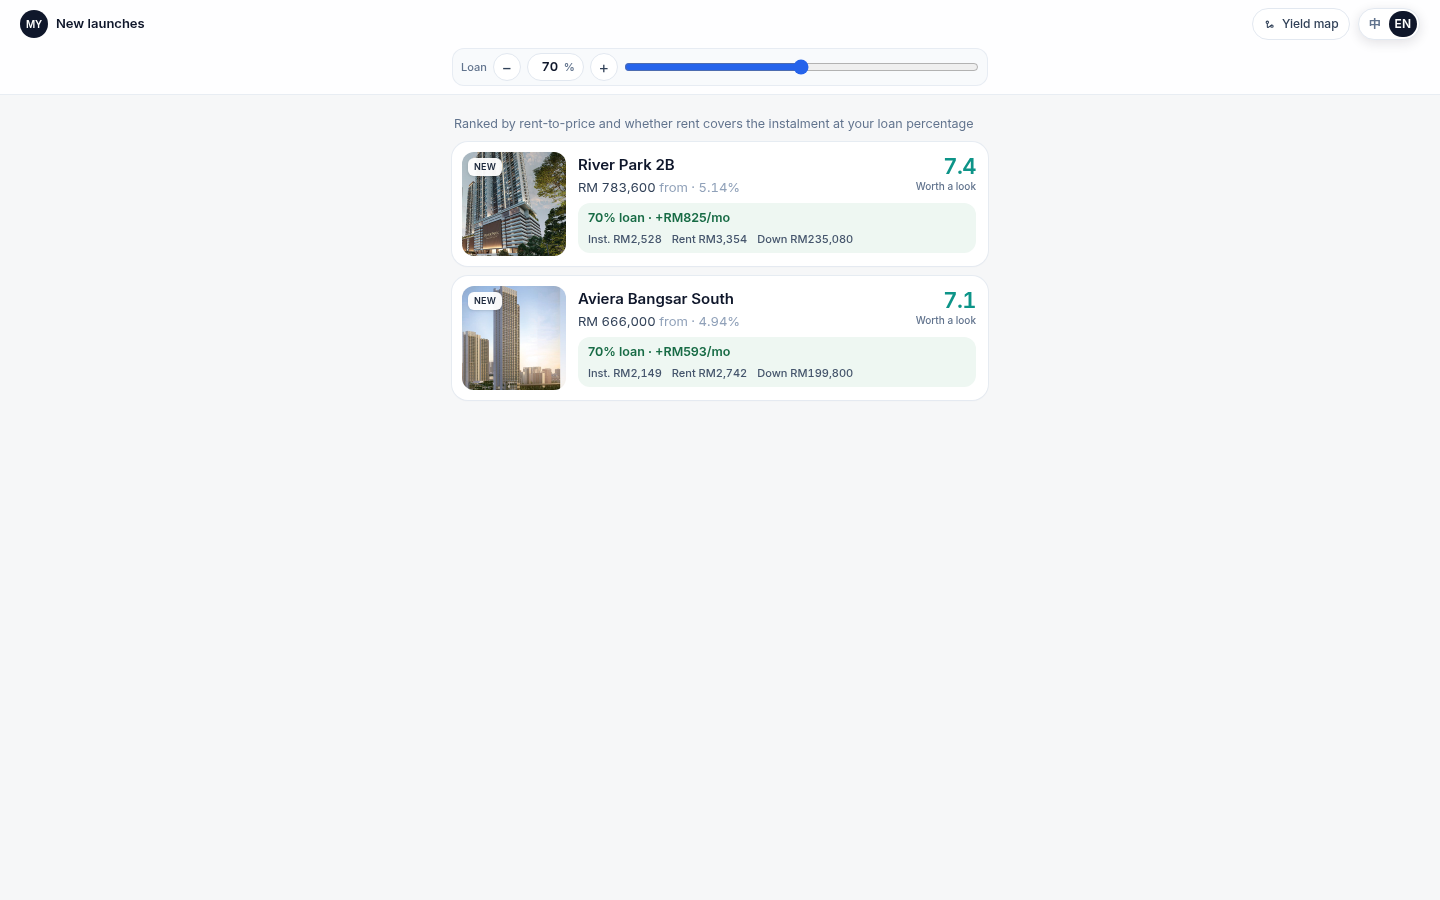 MY New launches
Yield map
中 EN
Loan − 70 % +
Ranked by rent-to-price and whether rent covers the instalment at your loan percentage
NEW
River Park 2B
7.4
RM 783,600 from · 5.14%
Worth a look
70% loan · +RM825/mo
Inst. RM2,528 Rent RM3,354 Down RM235,080
NEW
Aviera Bangsar South
7.1
RM 666,000 from · 4.94%
Worth a look
70% loan · +RM593/mo
Inst. RM2,149 Rent RM2,742 Down RM199,800